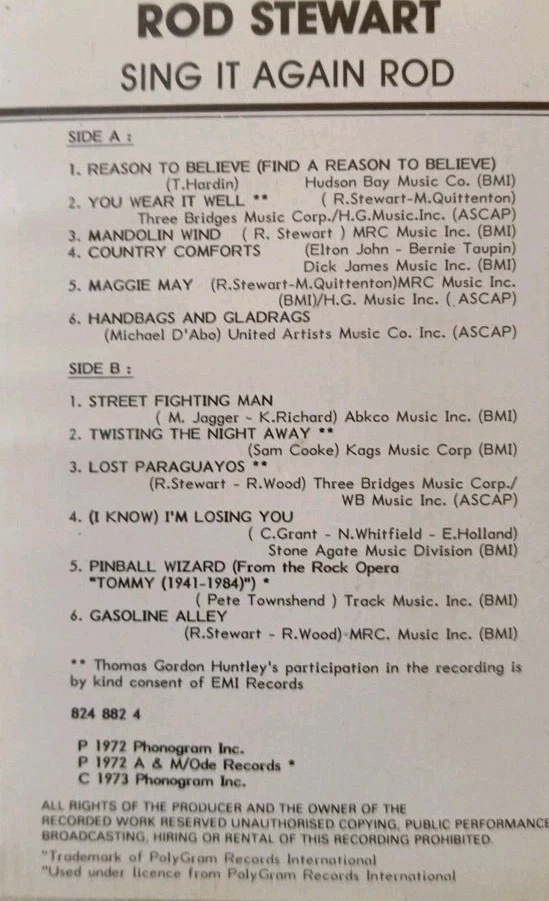 ROD STEWART
SING IT AGAIN ROD
SIDE A :
1. REASON TO BELIEVE (FIND A REASON TO BELIEVE)
(T.Hardin) Hudson Bay Music Co. (BMI)
2. YOU WEAR IT WELL ** ( R.Stewart-M.Quittenton)
Three Bridges Music Corp./H.G.Music.Inc. (ASCAP)
3. MANDOLIN WIND ( R. Stewart ) MRC Music Inc. (BMI)
4. COUNTRY COMFORTS (Elton John - Bernie Taupin)
Dick James Music Inc. (BMI)
5. MAGGIE MAY (R.Stewart-M.Quittenton)MRC Music Inc.
(BMI)/H.G. Music Inc. ( ASCAP)
6. HANDBAGS AND GLADRAGS
(Michael D'Abo) United Artists Music Co. Inc. (ASCAP)
SIDE B :
1. STREET FIGHTING MAN
( M. Jagger - K.Richard) Abkco Music Inc. (BMI)
2. TWISTING THE NIGHT AWAY **
(Sam Cooke) Kags Music Corp (BMI)
3. LOST PARAGUAYOS **
(R.Stewart - R.Wood) Three Bridges Music Corp./
WB Music Inc. (ASCAP)
4. (I KNOW) I'M LOSING YOU
( C.Grant - N.Whitfield - E.Holland)
Stone Agate Music Division (BMI)
5. PINBALL WIZARD (From the Rock Opera
"TOMMY (1941-1984)") *
( Pete Townshend ) Track Music. Inc. (BMI)
6. GASOLINE ALLEY
(R.Stewart - R.Wood)-MRC. Music Inc. (BMI)
** Thomas Gordon Huntley's participation in the recording is
by kind consent of EMI Records
824 882 4
P 1972 Phonogram Inc.
P 1972 A & M/Ode Records *
C 1973 Phonogram Inc.
ALL RIGHTS OF THE PRODUCER AND THE OWNER OF THE
RECORDED WORK RESERVED UNAUTHORISED COPYING, PUBLIC PERFORMANCE
BROADCASTING, HIRING OR RENTAL OF THIS RECORDING PROHIBITED.
"Trademark of PolyGram Records International
"Used under licence from PolyGram Records International